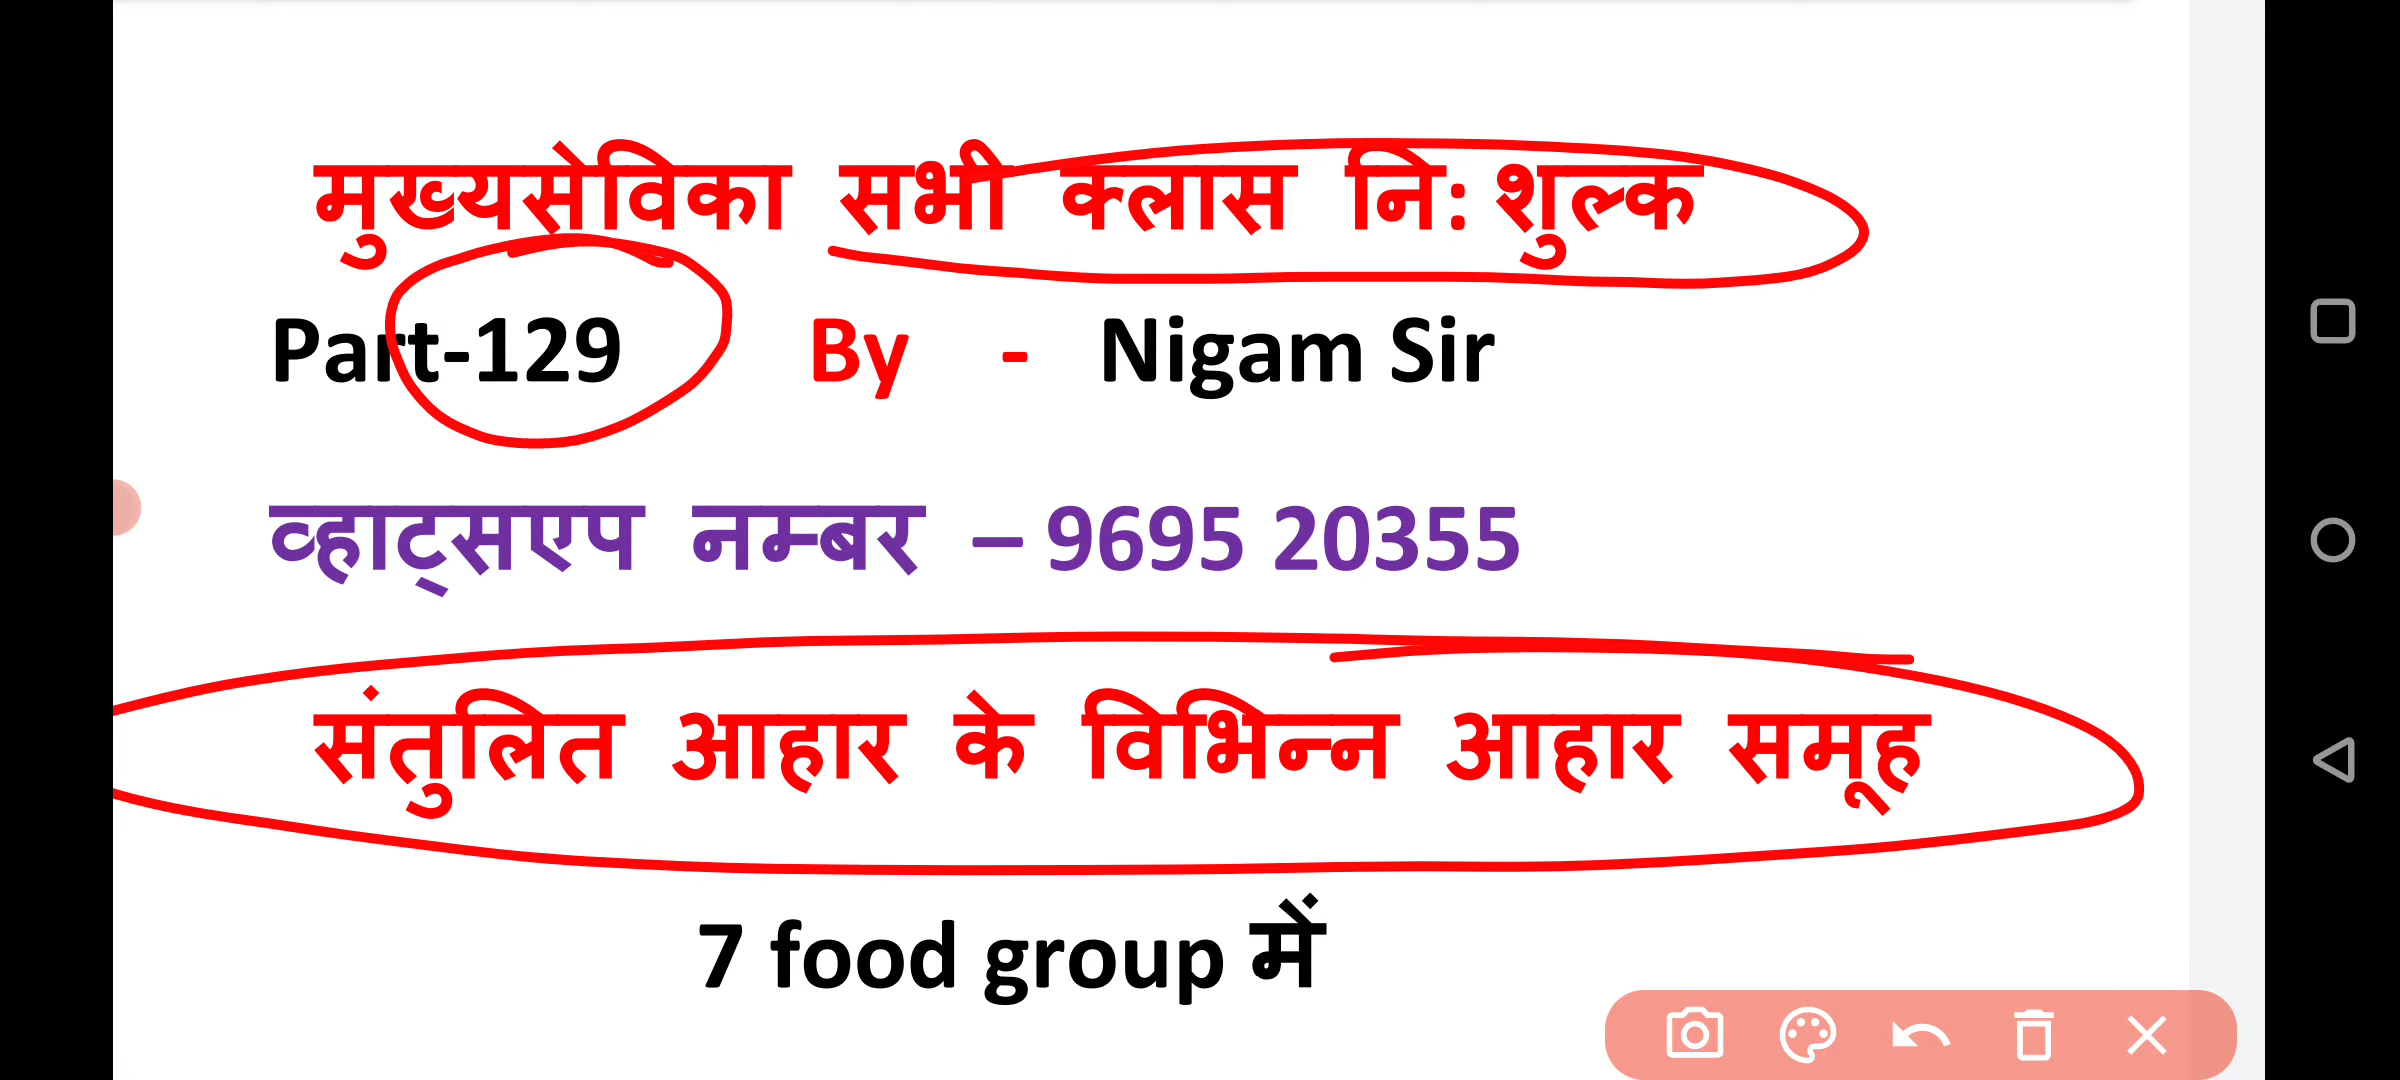 मुख्यसेविका सभी क्लास नि: शुल्क
Part-129 By - Nigam Sir
व्हाट्सएप नम्बर – 9695 20355
संतुलित आहार के विभिन्न आहार समूह
7 food group में